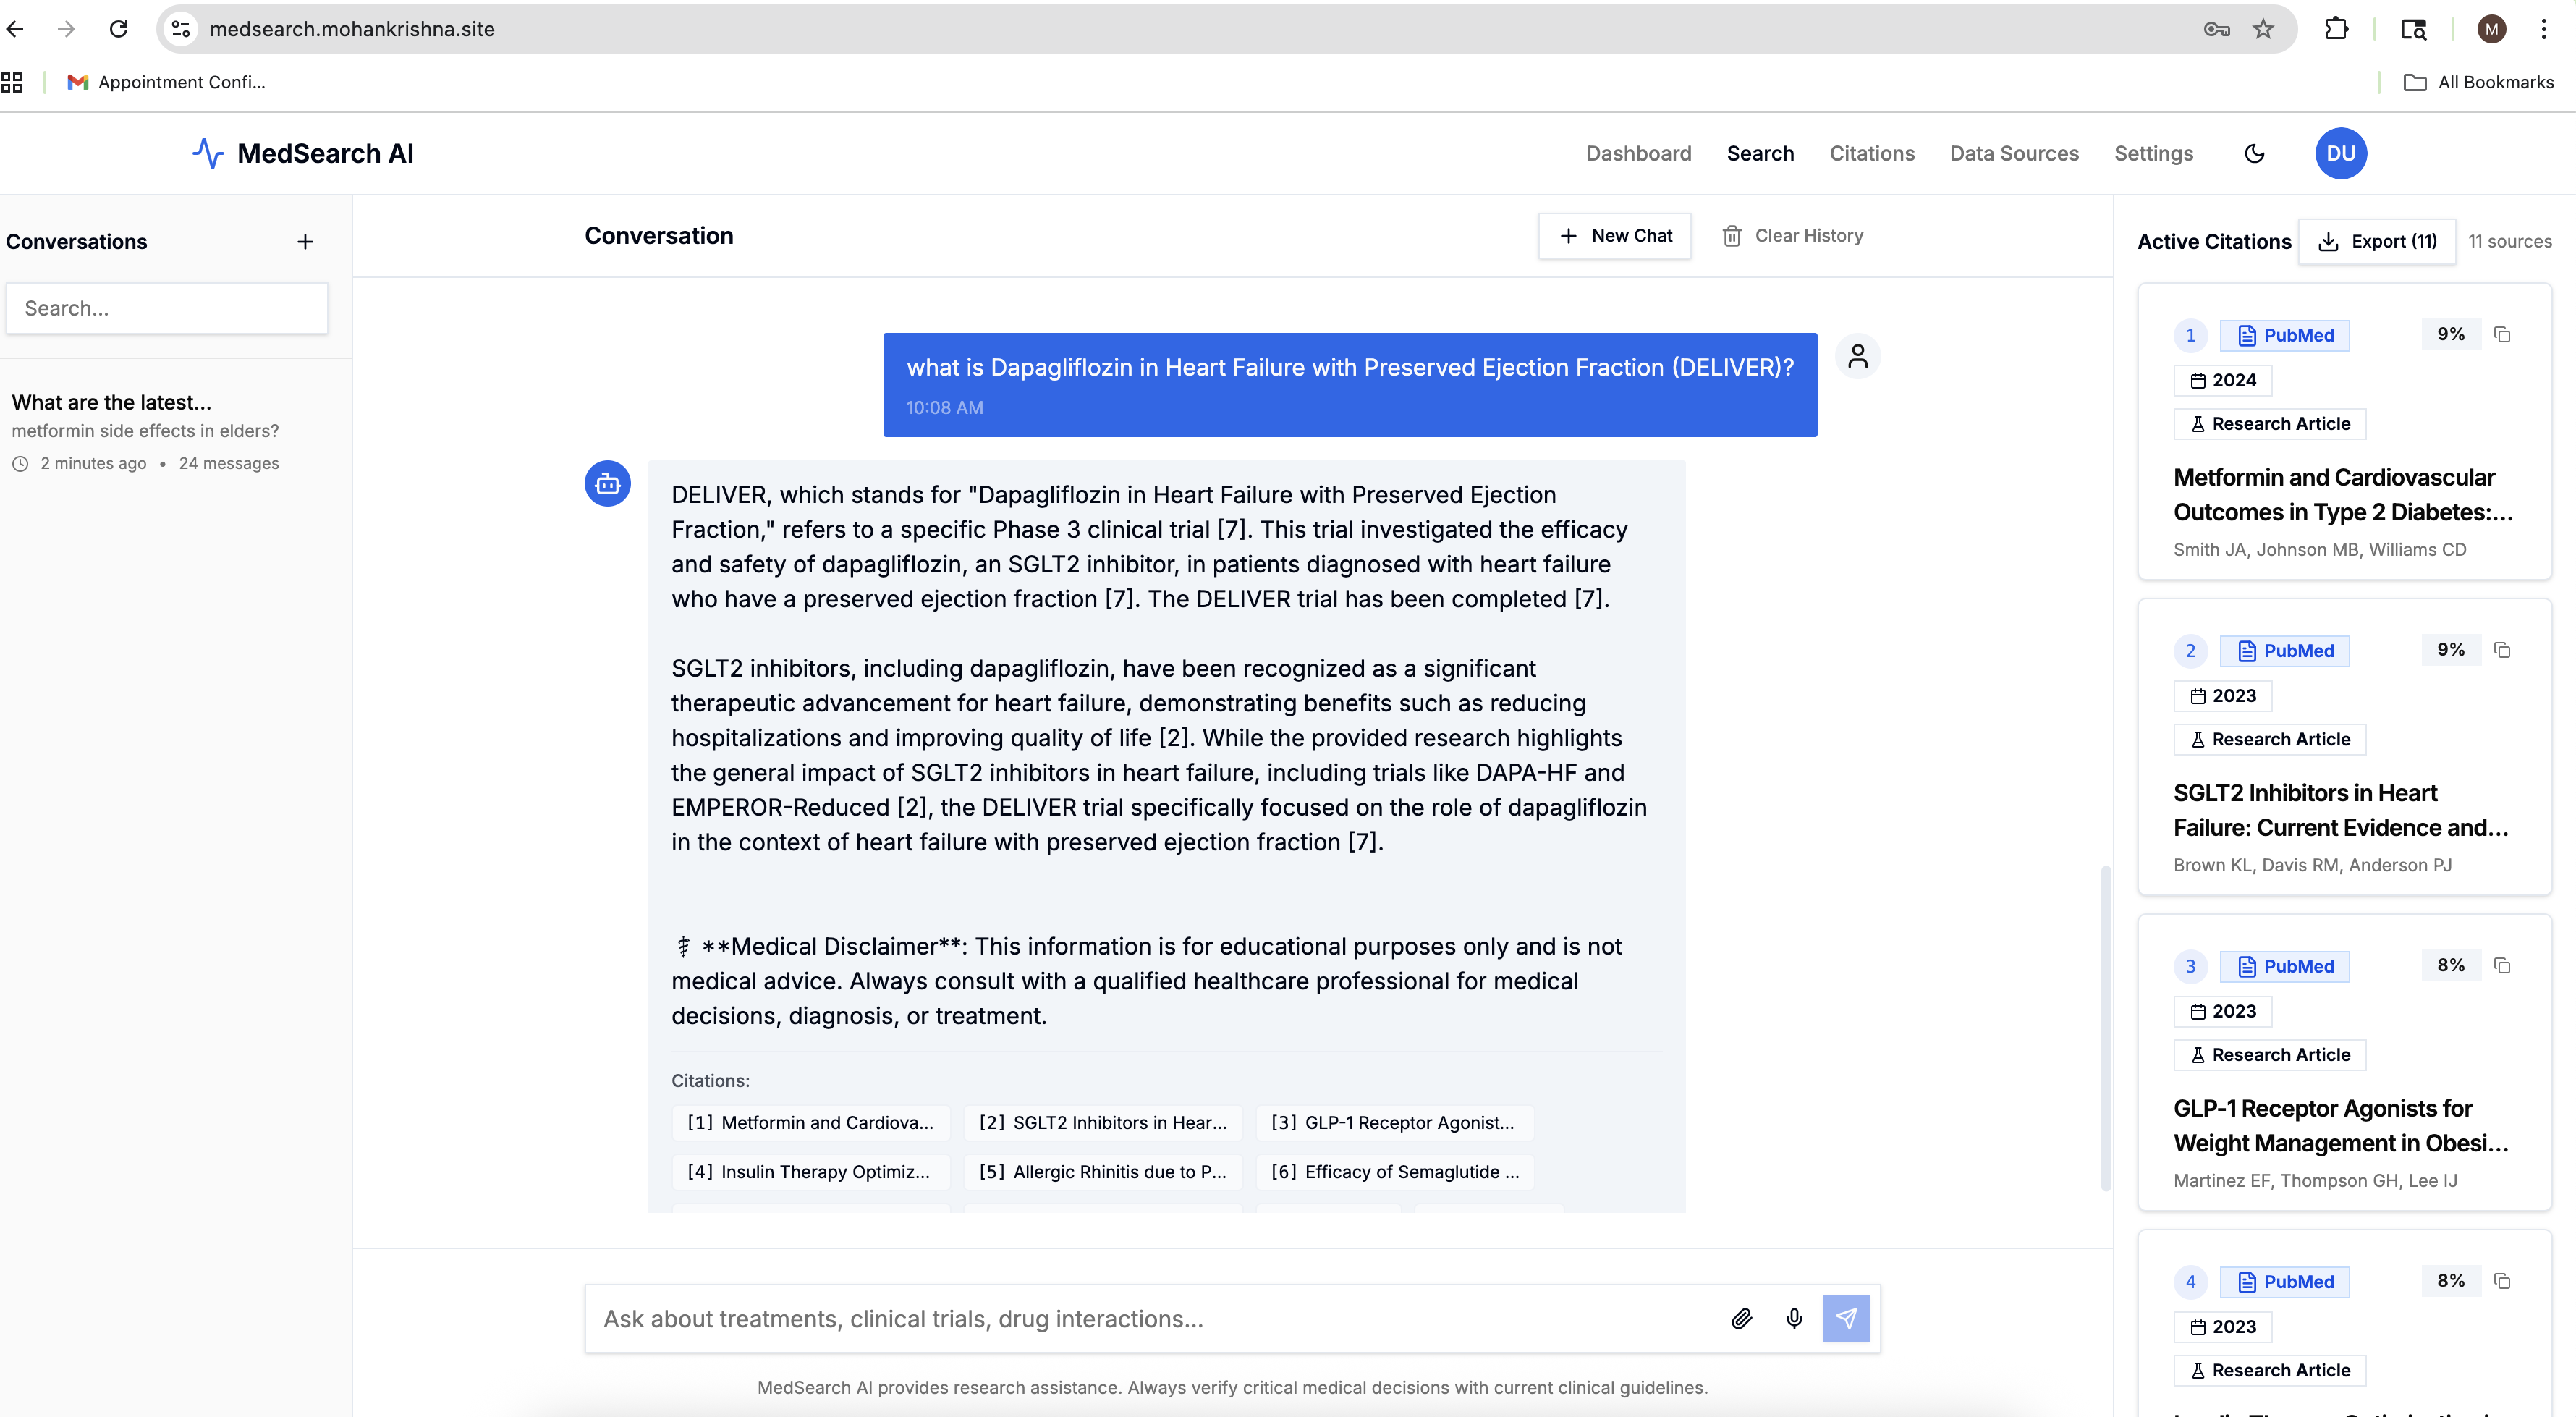 medsearch.mohankrishna.site
M
Appointment Confi...
All Bookmarks
MedSearch AI
Dashboard
Search
Citations
Data Sources
Settings
DU
Conversations
Search...
What are the latest...
metformin side effects in elders?
2 minutes ago • 24 messages
Conversation
New Chat
Clear History
what is Dapagliflozin in Heart Failure with Preserved Ejection Fraction (DELIVER)?
10:08 AM
DELIVER, which stands for "Dapagliflozin in Heart Failure with Preserved Ejection
Fraction," refers to a specific Phase 3 clinical trial [7]. This trial investigated the efficacy
and safety of dapagliflozin, an SGLT2 inhibitor, in patients diagnosed with heart failure
who have a preserved ejection fraction [7]. The DELIVER trial has been completed [7].
SGLT2 inhibitors, including dapagliflozin, have been recognized as a significant
therapeutic advancement for heart failure, demonstrating benefits such as reducing
hospitalizations and improving quality of life [2]. While the provided research highlights
the general impact of SGLT2 inhibitors in heart failure, including trials like DAPA-HF and
EMPEROR-Reduced [2], the DELIVER trial specifically focused on the role of dapagliflozin
in the context of heart failure with preserved ejection fraction [7].
⚕ **Medical Disclaimer**: This information is for educational purposes only and is not
medical advice. Always consult with a qualified healthcare professional for medical
decisions, diagnosis, or treatment.
Citations:
[1] Metformin and Cardiova...
[2] SGLT2 Inhibitors in Hear...
[3] GLP-1 Receptor Agonist...
[4] Insulin Therapy Optimiz...
[5] Allergic Rhinitis due to P...
[6] Efficacy of Semaglutide ...
Ask about treatments, clinical trials, drug interactions...
MedSearch AI provides research assistance. Always verify critical medical decisions with current clinical guidelines.
Active Citations
Export (11)
11 sources
1 PubMed 9%
2024
Research Article
Metformin and Cardiovascular
Outcomes in Type 2 Diabetes:...
Smith JA, Johnson MB, Williams CD
2 PubMed 9%
2023
Research Article
SGLT2 Inhibitors in Heart
Failure: Current Evidence and...
Brown KL, Davis RM, Anderson PJ
3 PubMed 8%
2023
Research Article
GLP-1 Receptor Agonists for
Weight Management in Obesi...
Martinez EF, Thompson GH, Lee IJ
4 PubMed 8%
2023
Research Article